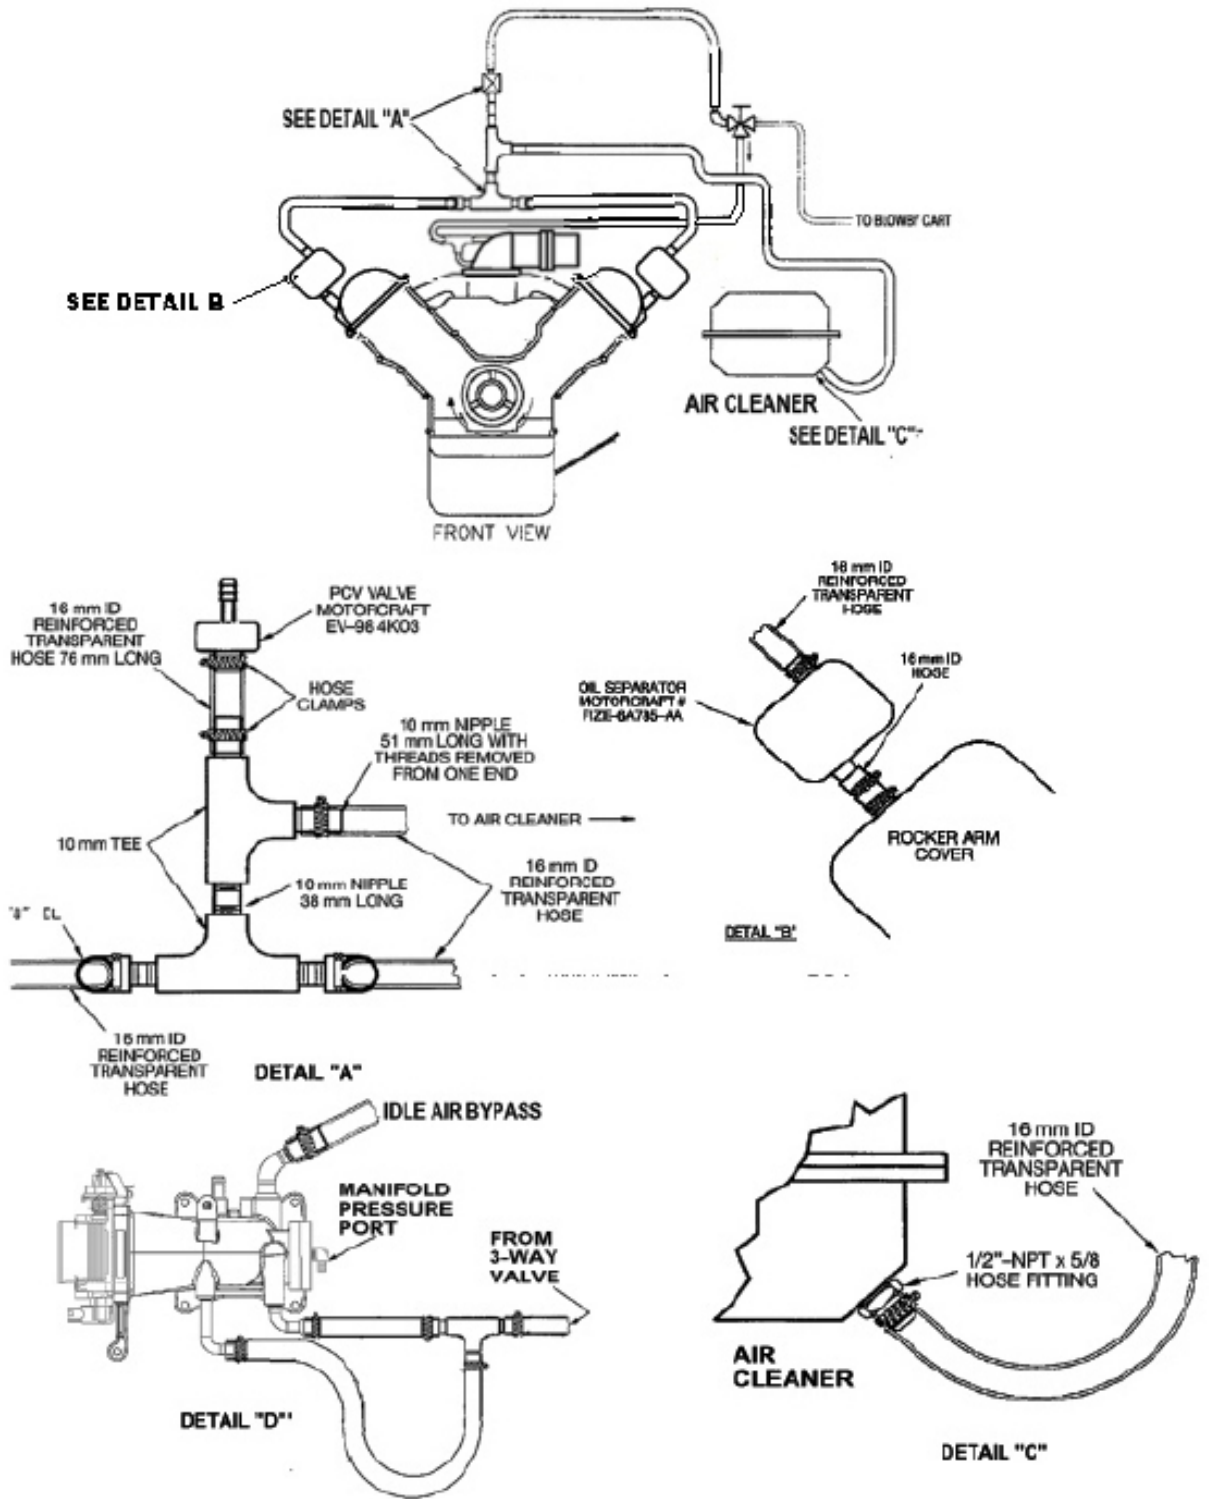 SEE DETAIL "A"
TO BLOWBY CART
SEE DETAIL B
AIR CLEANER
SEE DETAIL "C"
FRONT VIEW
16 mm ID
REINFORCED
TRANSPARENT
HOSE 76 mm LONG
PCV VALVE
MOTORCRAFT
EV-98 4K03
HOSE
CLAMPS
10 mm NIPPLE
51 mm LONG WITH
THREADS REMOVED
FROM ONE END
10 mm TEE
TO AIR CLEANER
10 mm NIPPLE
38 mm LONG
16 mm ID
REINFORCED
TRANSPARENT
HOSE
16 mm ID
REINFORCED
TRANSPARENT
HOSE
DETAIL "A"
16 mm ID
REINFORCED
TRANSPARENT
HOSE
16 mm ID
HOSE
OIL SEPARATOR
MOTORCRAFT #
ROCKER ARM
COVER
DETAIL "B"
IDLE AIR BYPASS
MANIFOLD
PRESSURE
PORT
FROM
3-WAY
VALVE
DETAIL "D"
16 mm ID
REINFORCED
TRANSPARENT
HOSE
1/2"-NPT x 5/8
HOSE FITTING
AIR
CLEANER
DETAIL "C"